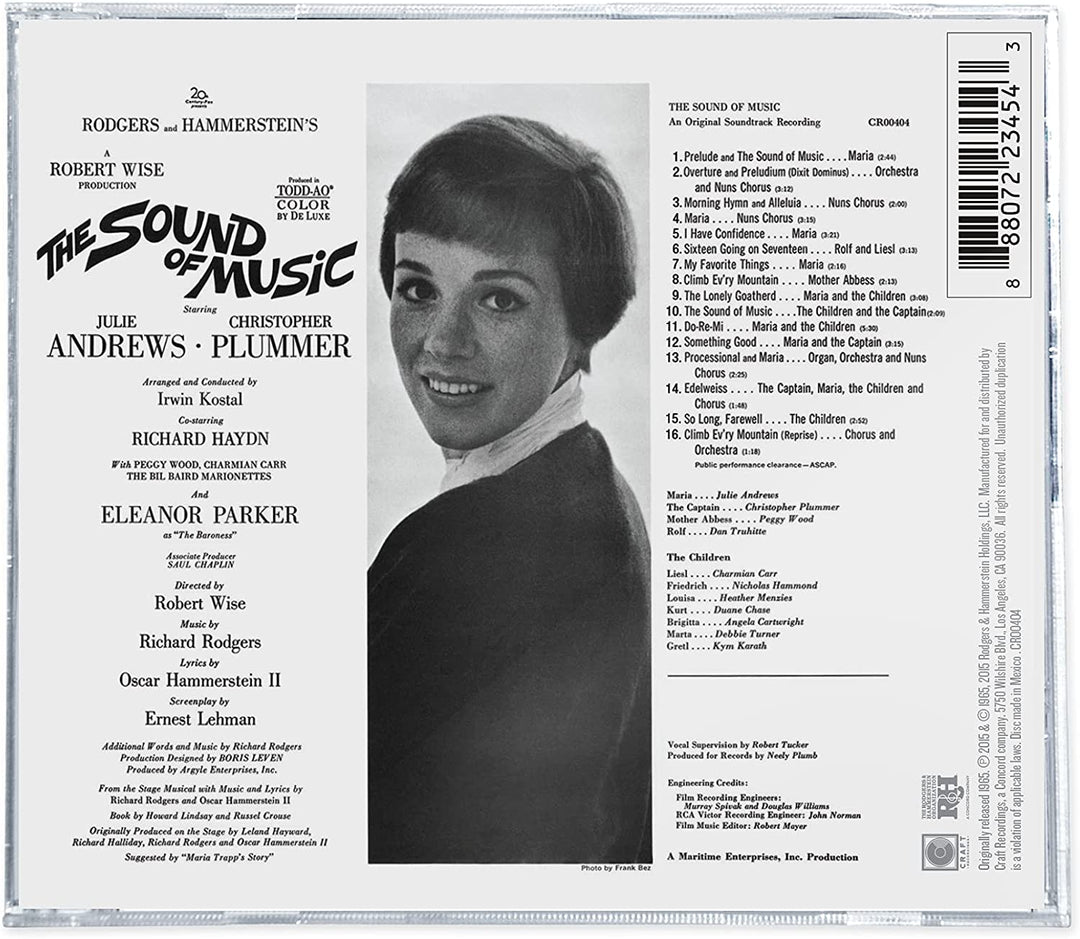 20th
Century-Fox
presents
RODGERS and HAMMERSTEIN'S
A
ROBERT WISE
PRODUCTION
Produced in
TODD-AO®
COLOR
BY DE LUXE
THE SOUND
OF MUSIC
Starring
JULIE
ANDREWS · 
CHRISTOPHER
PLUMMER
Arranged and Conducted by
Irwin Kostal
Co-starring
RICHARD HAYDN
With PEGGY WOOD, CHARMIAN CARR
THE BIL BAIRD MARIONETTES
And
ELEANOR PARKER
as "The Baroness"
Associate Producer
SAUL CHAPLIN
Directed by
Robert Wise
Music by
Richard Rodgers
Lyrics by
Oscar Hammerstein II
Screenplay by
Ernest Lehman
Additional Words and Music by Richard Rodgers
Production Designed by BORIS LEVEN
Produced by Argyle Enterprises, Inc.
From the Stage Musical with Music and Lyrics by
Richard Rodgers and Oscar Hammerstein II
Book by Howard Lindsay and Russel Crouse
Originally Produced on the Stage by Leland Hayward,
Richard Halliday, Richard Rodgers and Oscar Hammerstein II
Suggested by "Maria Trapp's Story"
Photo by Frank Bez
THE SOUND OF MUSIC
An Original Soundtrack Recording CR00404
1. Prelude and The Sound of Music .... Maria (2:44)
2. Overture and Preludium (Dixit Dominus) .... Orchestra
and Nuns Chorus (3:12)
3. Morning Hymn and Alleluia .... Nuns Chorus (2:00)
4. Maria .... Nuns Chorus (3:15)
5. I Have Confidence .... Maria (3:21)
6. Sixteen Going on Seventeen .... Rolf and Liesl (3:13)
7. My Favorite Things .... Maria (2:16)
8. Climb Ev'ry Mountain .... Mother Abbess (2:13)
9. The Lonely Goatherd .... Maria and the Children (3:08)
10. The Sound of Music ....The Children and the Captain (2:09)
11. Do-Re-Mi .... Maria and the Children (5:30)
12. Something Good .... Maria and the Captain (3:15)
13. Processional and Maria .... Organ, Orchestra and Nuns
Chorus (2:25)
14. Edelweiss .... The Captain, Maria, the Children and
Chorus (1:48)
15. So Long, Farewell .... The Children (2:52)
16. Climb Ev'ry Mountain (Reprise) .... Chorus and
Orchestra (1:18)
Public performance clearance—ASCAP.
Maria .... Julie Andrews
The Captain .... Christopher Plummer
Mother Abbess .... Peggy Wood
Rolf .... Dan Truhitte
The Children
Liesl .... Charmian Carr
Friedrich .... Nicholas Hammond
Louisa .... Heather Menzies
Kurt .... Duane Chase
Brigitta .... Angela Cartwright
Marta .... Debbie Turner
Gretl .... Kym Karath
Vocal Supervision by Robert Tucker
Produced for Records by Neely Plumb
Engineering Credits:
Film Recording Engineers:
Murray Spivak and Douglas Williams
RCA Victor Recording Engineer: John Norman
Film Music Editor: Robert Mayer
A Maritime Enterprises, Inc. Production
8 88072 23454 3
Originally released 1965. ℗ 2015 & © 1965, 2015 Rodgers & Hammerstein Holdings, LLC. Manufactured for and distributed by
Craft Recordings, a Concord company. 5750 Wilshire Blvd., Los Angeles, CA 90036. All rights reserved. Unauthorized duplication
is a violation of applicable laws. Disc made in Mexico. CR00404
THE RODGERS &
HAMMERSTEIN
ORGANIZATION
R&H
A CONCORD COMPANY
CRAFT
RECORDINGS